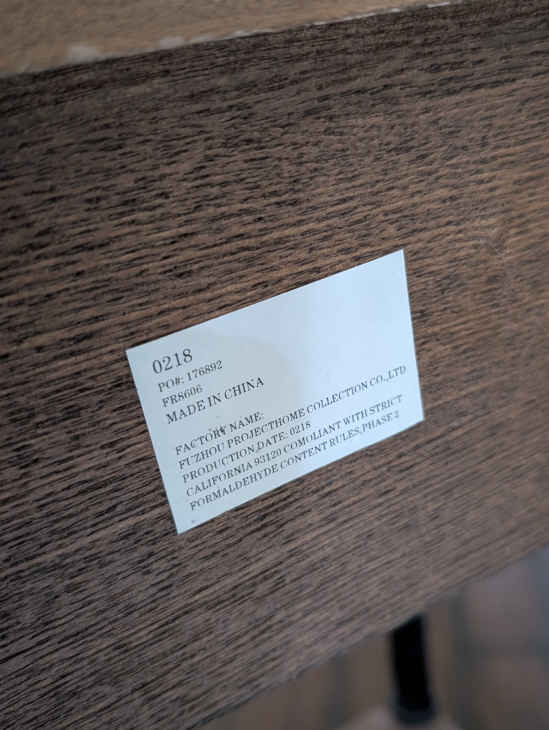 0218
PO#: 176892
FR8606
MADE IN CHINA
FACTORY NAME:
FUZHOU PROJECTHOME COLLECTION CO.,LTD
PRODUCTION,DATE: 0218
CALIFORNIA 93120 COMOLIANT WITH STRICT
FORMALDEHYDE CONTENT RULES,PHASE 2